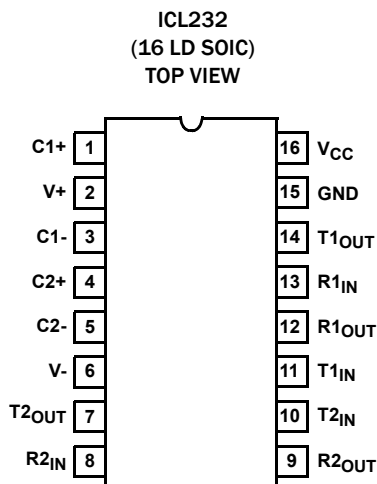 ICL232
(16 LD SOIC)
TOP VIEW
C1+ 1 16 VCC
V+ 2 15 GND
C1- 3 14 T1OUT
C2+ 4 13 R1IN
C2- 5 12 R1OUT
V- 6 11 T1IN
T2OUT 7 10 T2IN
R2IN 8 9 R2OUT